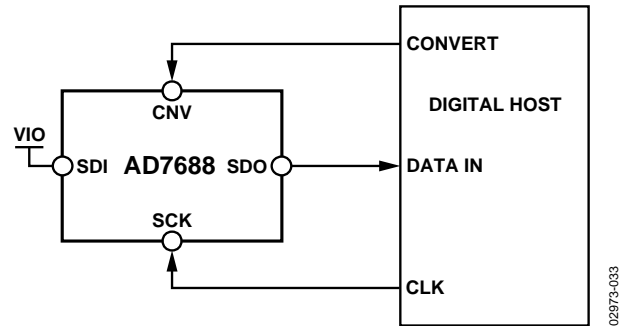 CONVERT
CNV
DIGITAL HOST
VIO
SDI AD7688 SDO
DATA IN
SCK
CLK
02973-033